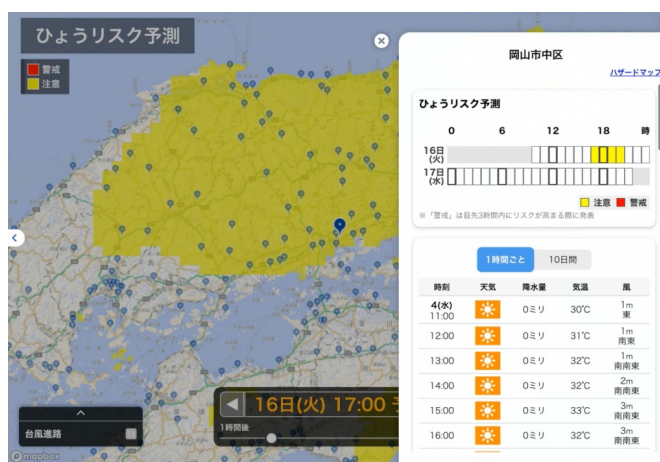 ひょうリスク予測
警戒
注意
岡山市中区
ハザードマップ
ひょうリスク予測
0 6 12 18 時
16日
(火)
17日
(水)
注意 警戒
※「警戒」は直先3時間内にリスクが高まる際に発表
1時間ごと 10日間
時刻 天気 降水量 気温 風
4(水)
11:00 0ミリ 30℃ 1m
東
12:00 0ミリ 31℃ 1m
南東
13:00 0ミリ 32℃ 1m
南南東
14:00 0ミリ 32℃ 2m
南南東
15:00 0ミリ 33℃ 3m
南南東
16:00 0ミリ 32℃ 3m
南南東
16日(火) 17:00
1時間後
台風進路
mapbox